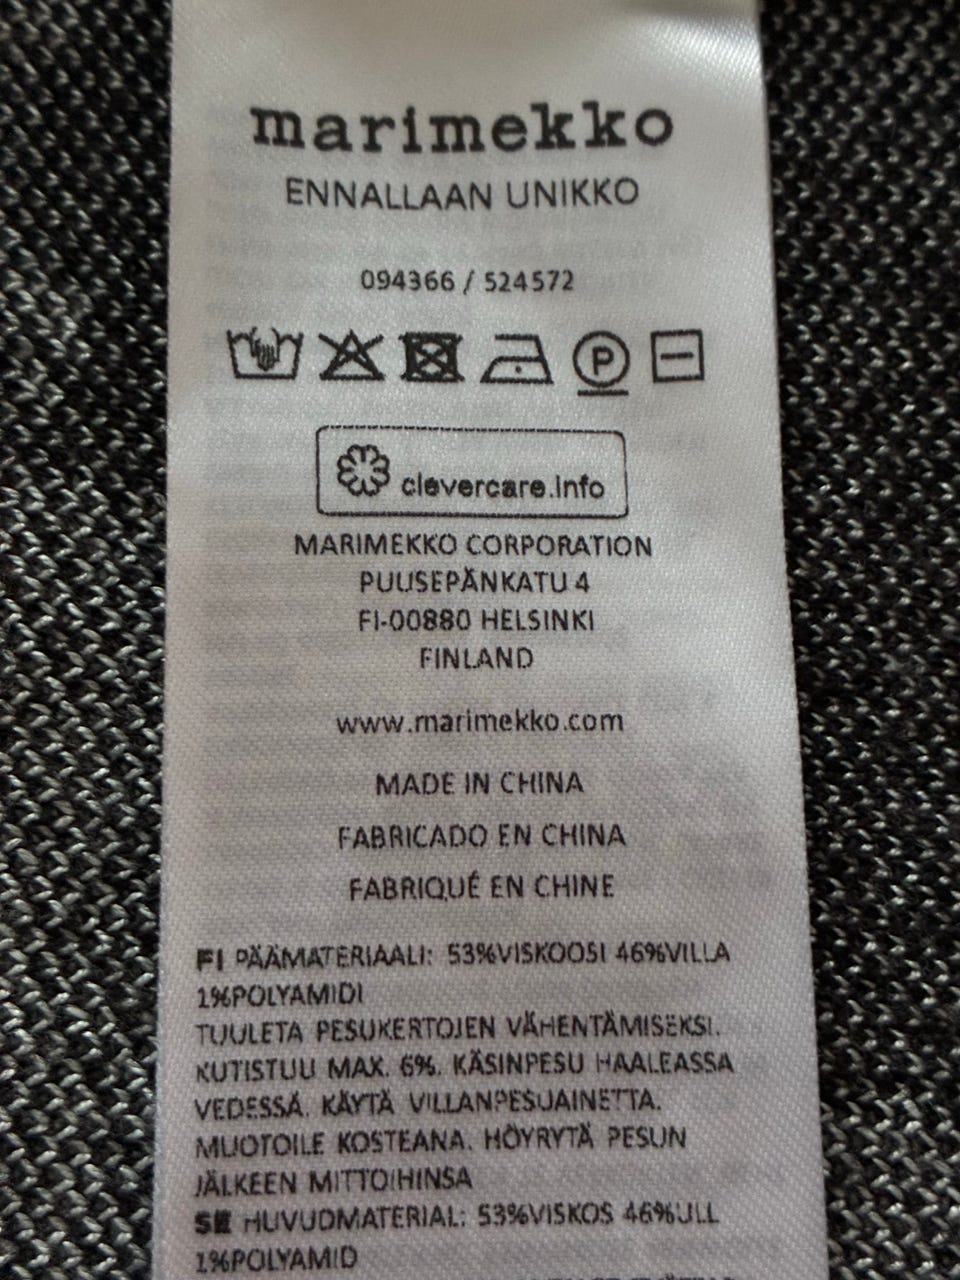 marimekko
ENNALLAAN UNIKKO
094366 / 524572
P
clevercare.info
MARIMEKKO CORPORATION
PUUSEPÄNKATU 4
FI-00880 HELSINKI
FINLAND
www.marimekko.com
MADE IN CHINA
FABRICADO EN CHINA
FABRIQUÉ EN CHINE
FI PÄÄMATERIAALI: 53%VISKOOSI 46%VILLA
1%POLYAMIDI
TUULETA PESUKERTOJEN VÄHENTÄMISEKSI.
KUTISTUU MAX. 6%. KÄSINPESU HAALEASSA
VEDESSÄ. KÄYTÄ VILLANPESUAINETTA.
MUOTOILE KOSTEANA. HÖYRYTÄ PESUN
JÄLKEEN MITTOIHINSA
SE HUVUDMATERIAL: 53%VISKOS 46%ULL
1%POLYAMID